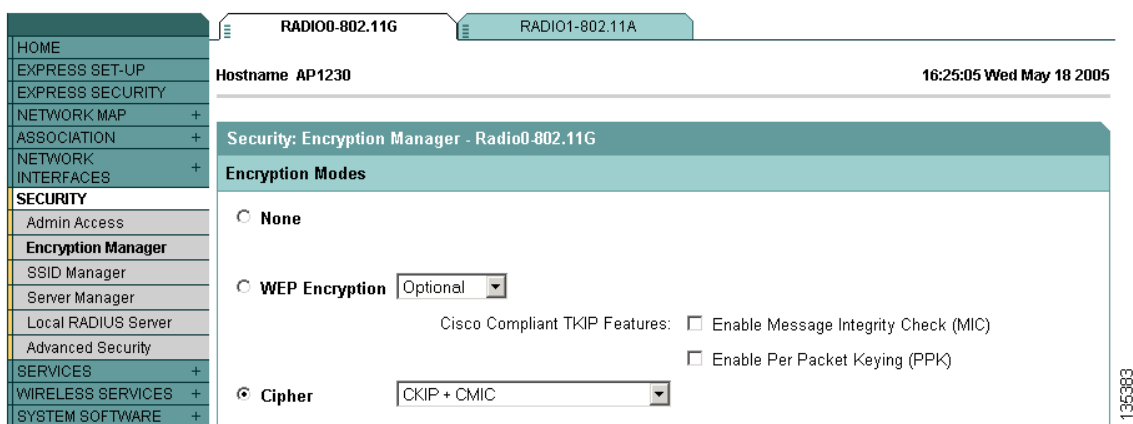 RADIO0-802.11G
RADIO1-802.11A
HOME
EXPRESS SET-UP
EXPRESS SECURITY
NETWORK MAP +
ASSOCIATION +
NETWORK
INTERFACES +
SECURITY
Admin Access
Encryption Manager
SSID Manager
Server Manager
Local RADIUS Server
Advanced Security
SERVICES +
WIRELESS SERVICES +
SYSTEM SOFTWARE +
Hostname AP1230
16:25:05 Wed May 18 2005
Security: Encryption Manager - Radio0-802.11G
Encryption Modes
None
WEP Encryption Optional
Cisco Compliant TKIP Features: Enable Message Integrity Check (MIC)
Enable Per Packet Keying (PPK)
Cipher CKIP + CMIC
135383